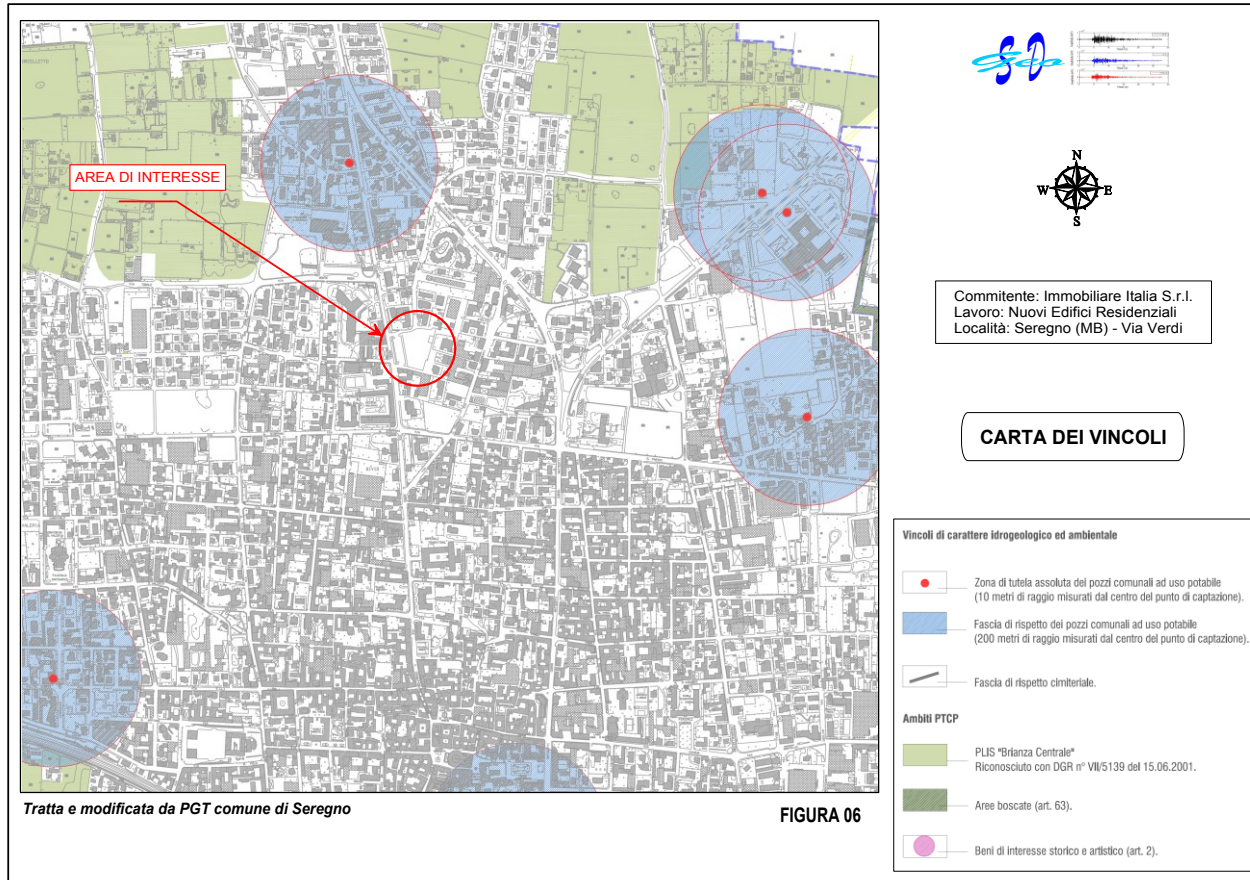 AREA DI INTERESSE
Tratta e modificata da PGT comune di Seregno
FIGURA 06
N
W
E
S
Commitente: Immobiliare Italia S.r.l.
Lavoro: Nuovi Edifici Residenziali
Località: Seregno (MB) - Via Verdi
CARTA DEI VINCOLI
Vincoli di carattere idrogeologico ed ambientale
Zona di tutela assoluta dei pozzi comunali ad uso potabile
(10 metri di raggio misurati dal centro del punto di captazione).
Fascia di rispetto dei pozzi comunali ad uso potabile
(200 metri di raggio misurati dal centro del punto di captazione).
Fascia di rispetto cimiteriale.
Ambiti PTCP
PLIS "Brianza Centrale"
Riconosciuto con DGR n° VII/5139 del 15.06.2001.
Aree boscate (art. 63).
Beni di interesse storico e artistico (art. 2).